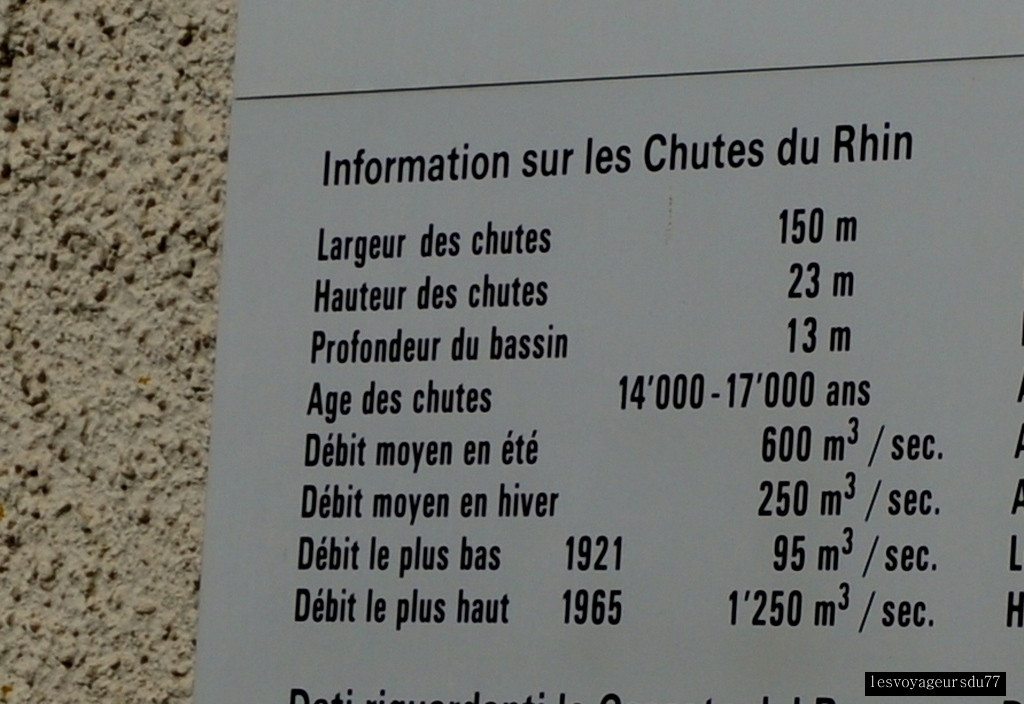 Information sur les Chutes du Rhin
Largeur des chutes 150 m
Hauteur des chutes 23 m
Profondeur du bassin 13 m
Age des chutes 14'000-17'000 ans
Débit moyen en été 600 m³ / sec.
Débit moyen en hiver 250 m³ / sec.
Débit le plus bas 1921 95 m³ / sec.
Débit le plus haut 1965 1'250 m³ / sec.
lesvoyageursdu77